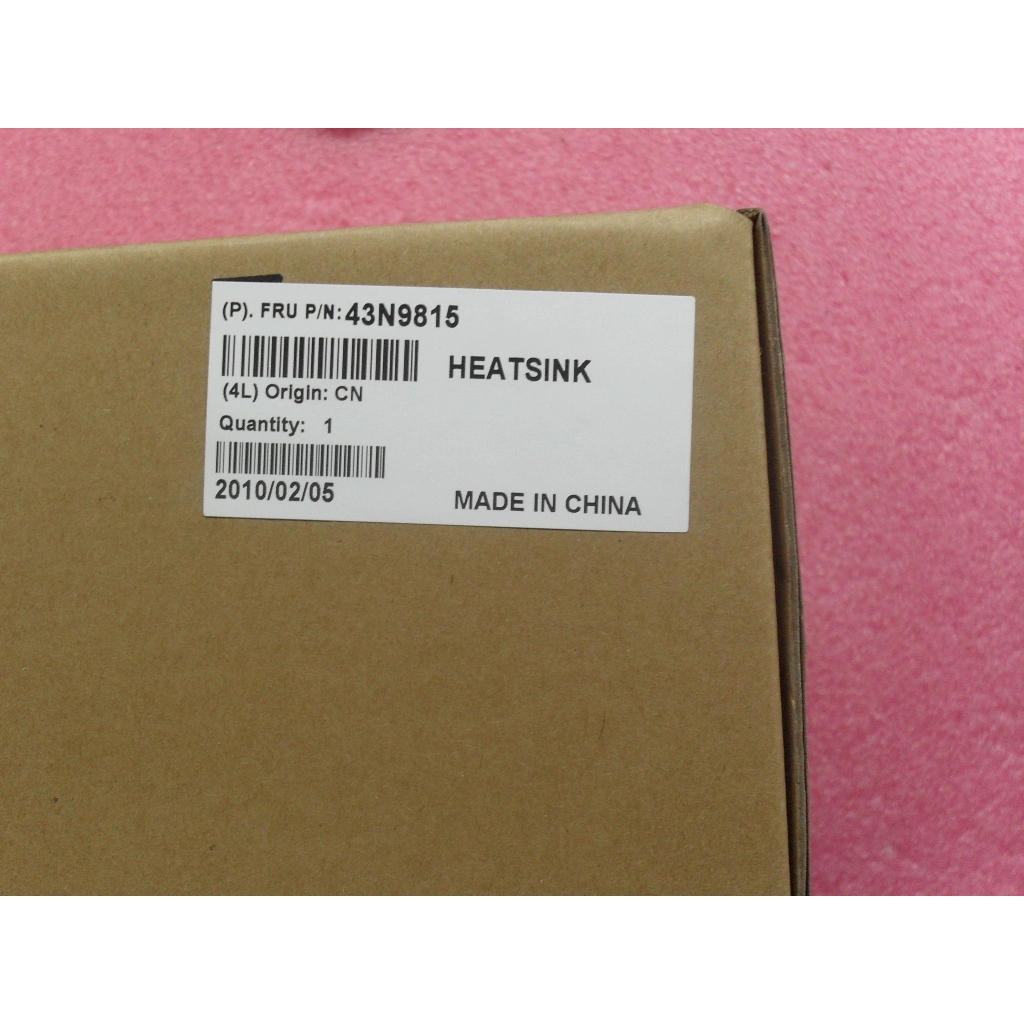 (P). FRU P/N: 43N9815
HEATSINK
(4L) Origin: CN
Quantity: 1
2010/02/05
MADE IN CHINA